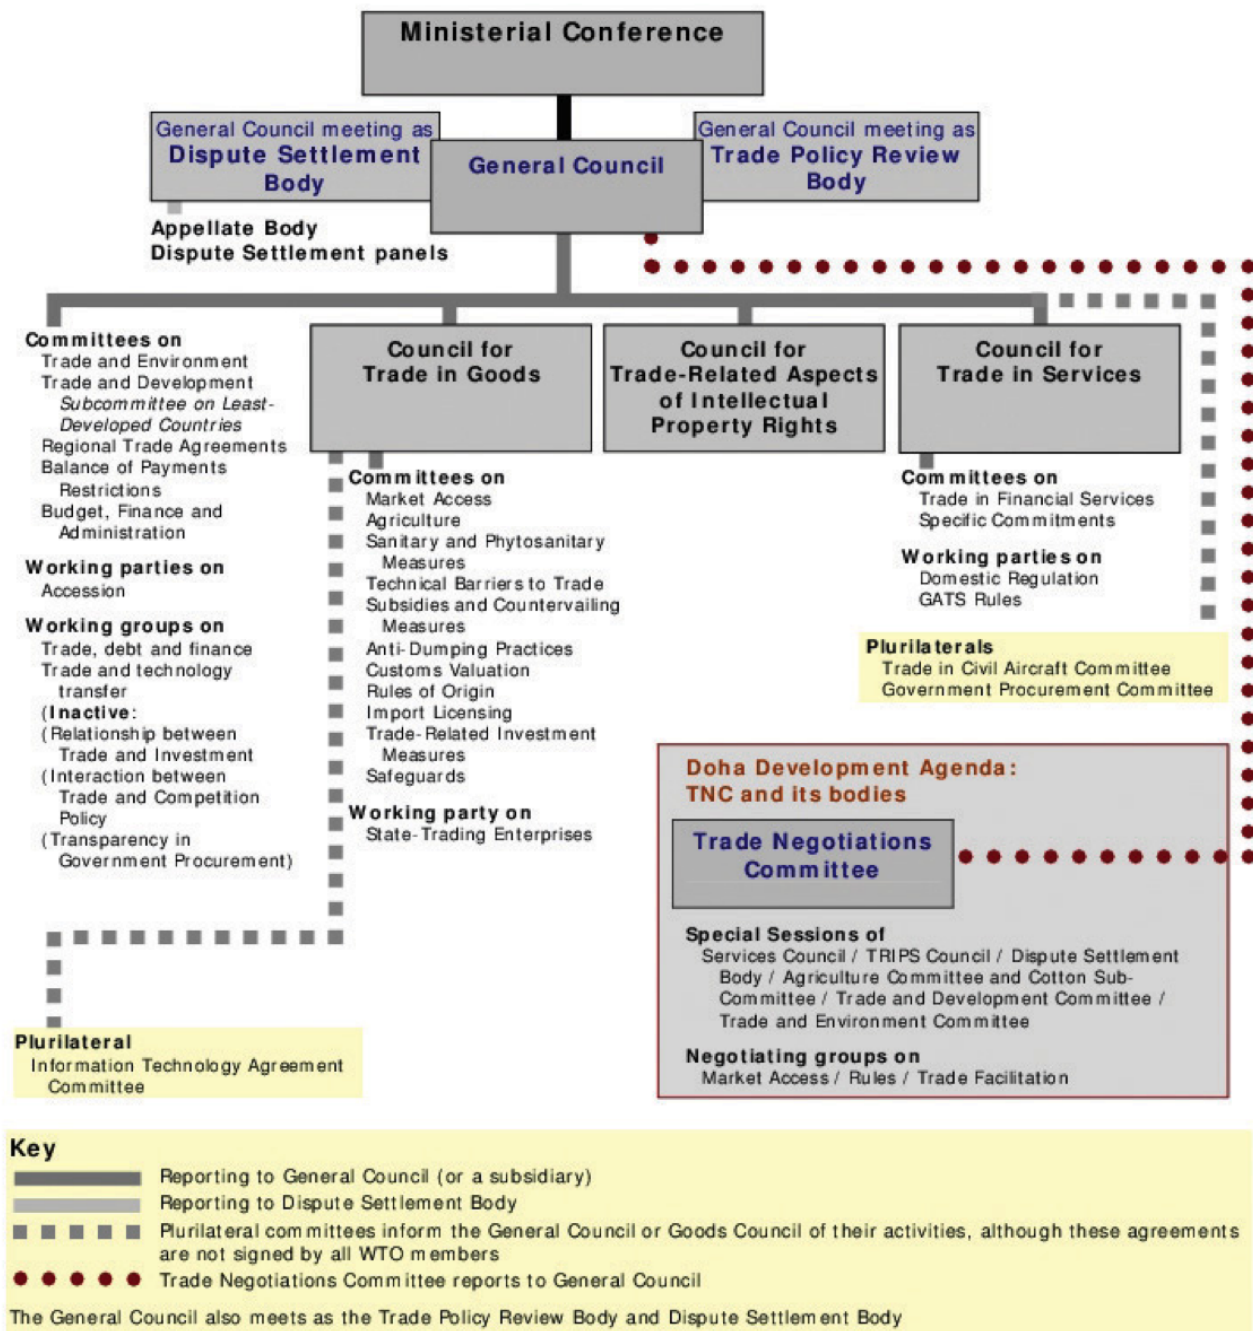 Ministerial Conference
General Council meeting as
Dispute Settlement
Body
General Council
General Council meeting as
Trade Policy Review
Body
Appellate Body
Dispute Settlement panels
Committees on
Trade and Environment
Trade and Development
Subcommittee on Least-
Developed Countries
Regional Trade Agreements
Balance of Payments
Restrictions
Budget, Finance and
Administration
Working parties on
Accession
Working groups on
Trade, debt and finance
Trade and technology
transfer
(Inactive:
(Relationship between
Trade and Investment
(Interaction between
Trade and Competition
Policy
(Transparency in
Government Procurement)
Plurilateral
Information Technology Agreement
Committee
Council for
Trade in Goods
Committees on
Market Access
Agriculture
Sanitary and Phytosanitary
Measures
Technical Barriers to Trade
Subsidies and Countervailing
Measures
Anti-Dumping Practices
Customs Valuation
Rules of Origin
Import Licensing
Trade-Related Investment
Measures
Safeguards
Working party on
State-Trading Enterprises
Council for
Trade-Related Aspects
of Intellectual
Property Rights
Council for
Trade in Services
Committees on
Trade in Financial Services
Specific Commitments
Working parties on
Domestic Regulation
GATS Rules
Plurilaterals
Trade in Civil Aircraft Committee
Government Procurement Committee
Doha Development Agenda:
TNC and its bodies
Trade Negotiations
Committee
Special Sessions of
Services Council / TRIPS Council / Dispute Settlement
Body / Agriculture Committee and Cotton Sub-
Committee / Trade and Development Committee /
Trade and Environment Committee
Negotiating groups on
Market Access / Rules / Trade Facilitation
Key
Reporting to General Council (or a subsidiary)
Reporting to Dispute Settlement Body
Plurilateral committees inform the General Council or Goods Council of their activities, although these agreements
are not signed by all WTO members
Trade Negotiations Committee reports to General Council
The General Council also meets as the Trade Policy Review Body and Dispute Settlement Body